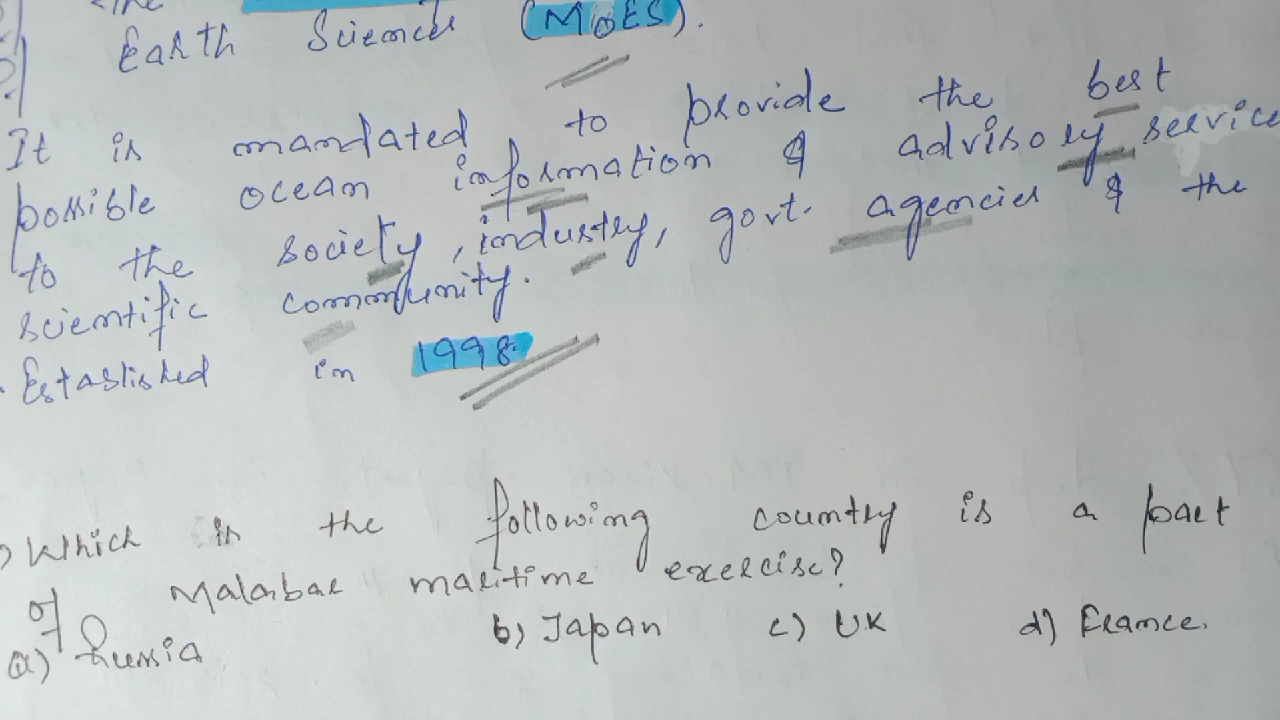 the
Earth Sciences (MoES).
It is mandated to provide the best
possible ocean information & advisory service
to the society, industry, govt. agencies & the
scientific community.
Established in 1998.
Which is the following country is a part
of Malabar maritime exercise?
a) Russia b) Japan c) UK d) France.